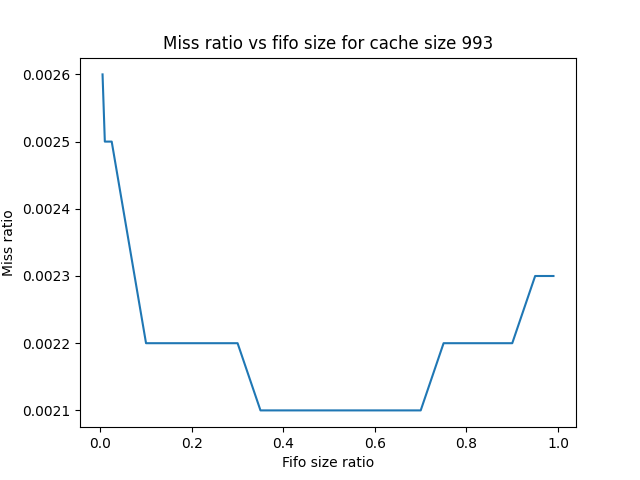 Miss ratio vs fifo size for cache size 993
0.0026
0.0025
0.0024
0.0023
0.0022
0.0021
Miss ratio
0.0 0.2 0.4 0.6 0.8 1.0
Fifo size ratio